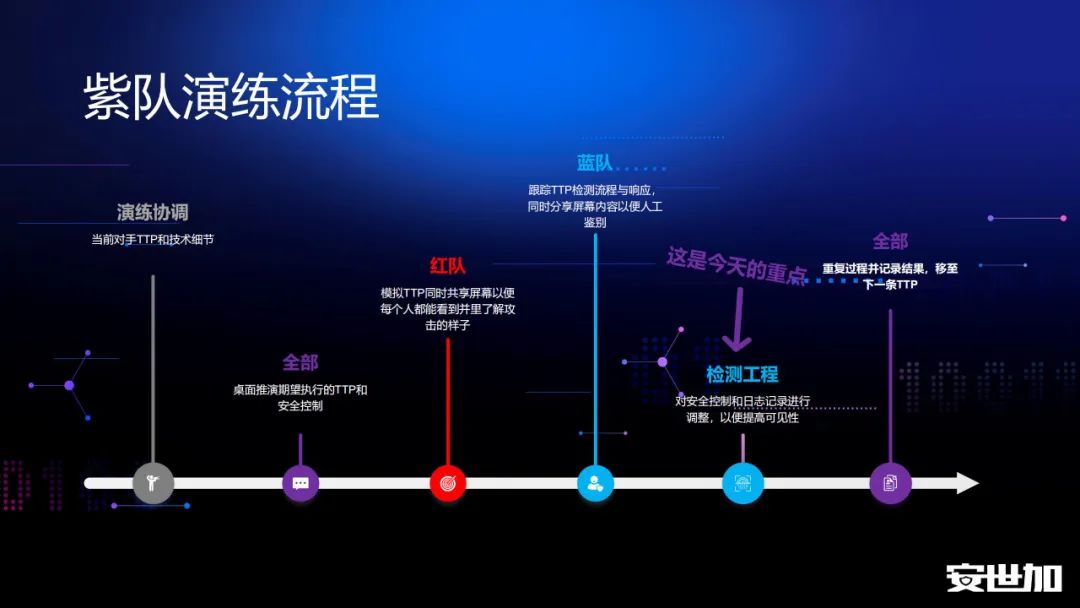 紫队演练流程
演练协调
当前对手TTP和技术细节
全部
桌面推演期望执行的TTP和
安全控制
红队
模拟TTP同时共享屏幕以便
每个人都能看到并里了解攻
击的样子
蓝队
跟踪TTP检测流程与响应，
同时分享屏幕内容以便人工
鉴别
这是今天的重点
检测工程
对安全控制和日志记录进行
调整，以便提高可见性
全部
重复过程并记录结果，移至
下一条TTP
安世加